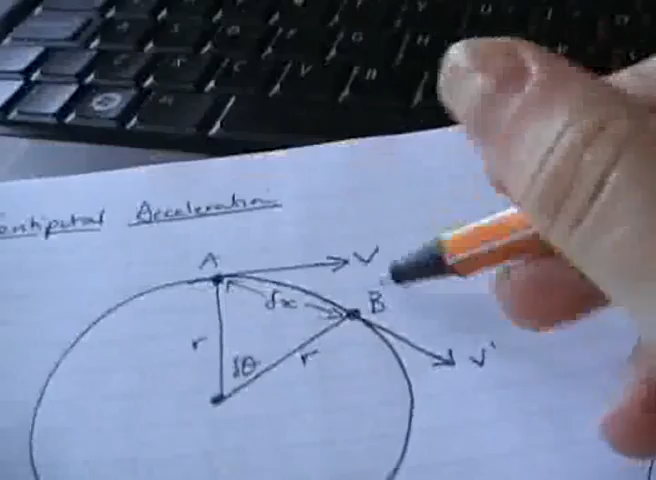 Centripetal Acceleration
A
V
δx
B
r
δθ
r
V'